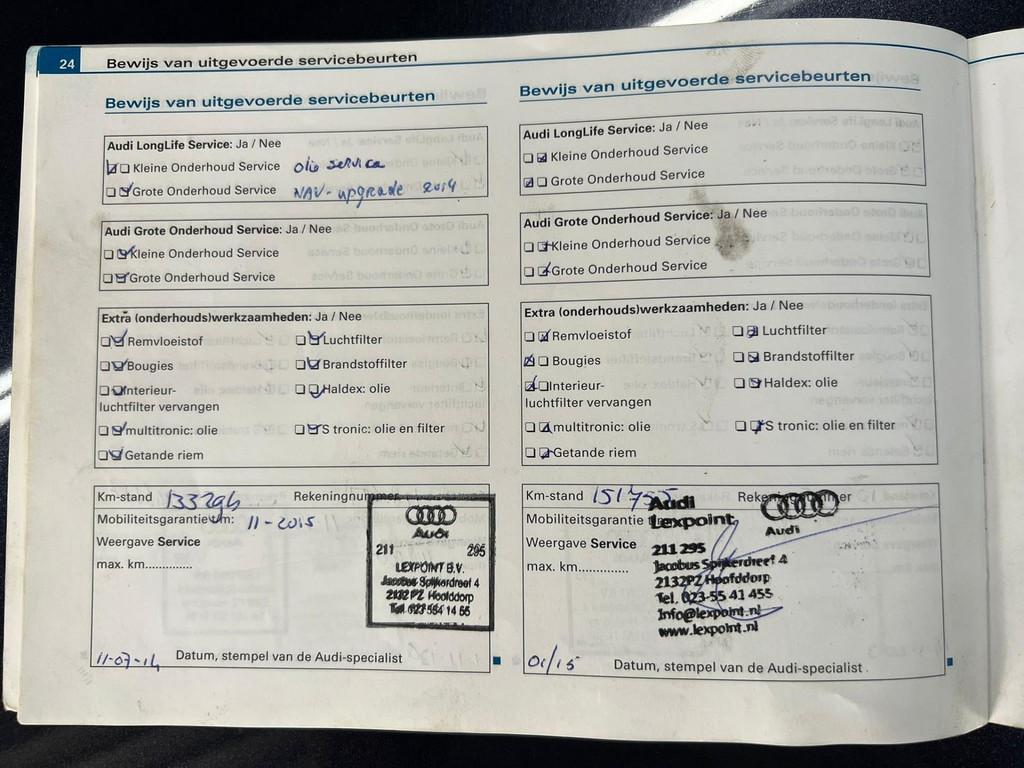 24 Bewijs van uitgevoerde servicebeurten
Bewijs van uitgevoerde servicebeurten
Audi LongLife Service: Ja / Nee
Kleine Onderhoud Service olie service
Grote Onderhoud Service NAV-upgrade 2014
Audi Grote Onderhoud Service: Ja / Nee
Kleine Onderhoud Service
Grote Onderhoud Service
Extra (onderhouds)werkzaamheden: Ja / Nee
Remvloeistof Luchtfilter
Bougies Brandstoffilter
Interieur- Haldex: olie
luchtfilter vervangen
multitronic: olie S tronic: olie en filter
Getande riem
Km-stand 133296 Rekeningnummer
Mobiliteitsgarantie t/m: 11-2015
Weergave Service
max. km..............
Audi
211 295
LEXPOINT B.V.
Jacobus Spijkerdreef 4
2132 PZ Hoofddorp
Tel. 023 554 14 55
11-07-14 Datum, stempel van de Audi-specialist
Bewijs van uitgevoerde servicebeurten
Audi LongLife Service: Ja / Nee
Kleine Onderhoud Service
Grote Onderhoud Service
Audi Grote Onderhoud Service: Ja / Nee
Kleine Onderhoud Service
Grote Onderhoud Service
Extra (onderhouds)werkzaamheden: Ja / Nee
Remvloeistof Luchtfilter
Bougies Brandstoffilter
Interieur- Haldex: olie
luchtfilter vervangen
multitronic: olie S tronic: olie en filter
Getande riem
Km-stand 151755 Rekeningnummer
Mobiliteitsgarantie
Weergave Service
max. km..............
Audi
Lexpoint
Audi
211 295
Jacobus Spijkerdreef 4
2132PZ Hoofddorp
Tel. 023-55 41 455
Info@lexpoint.nl
www.lexpoint.nl
01/15 Datum, stempel van de Audi-specialist